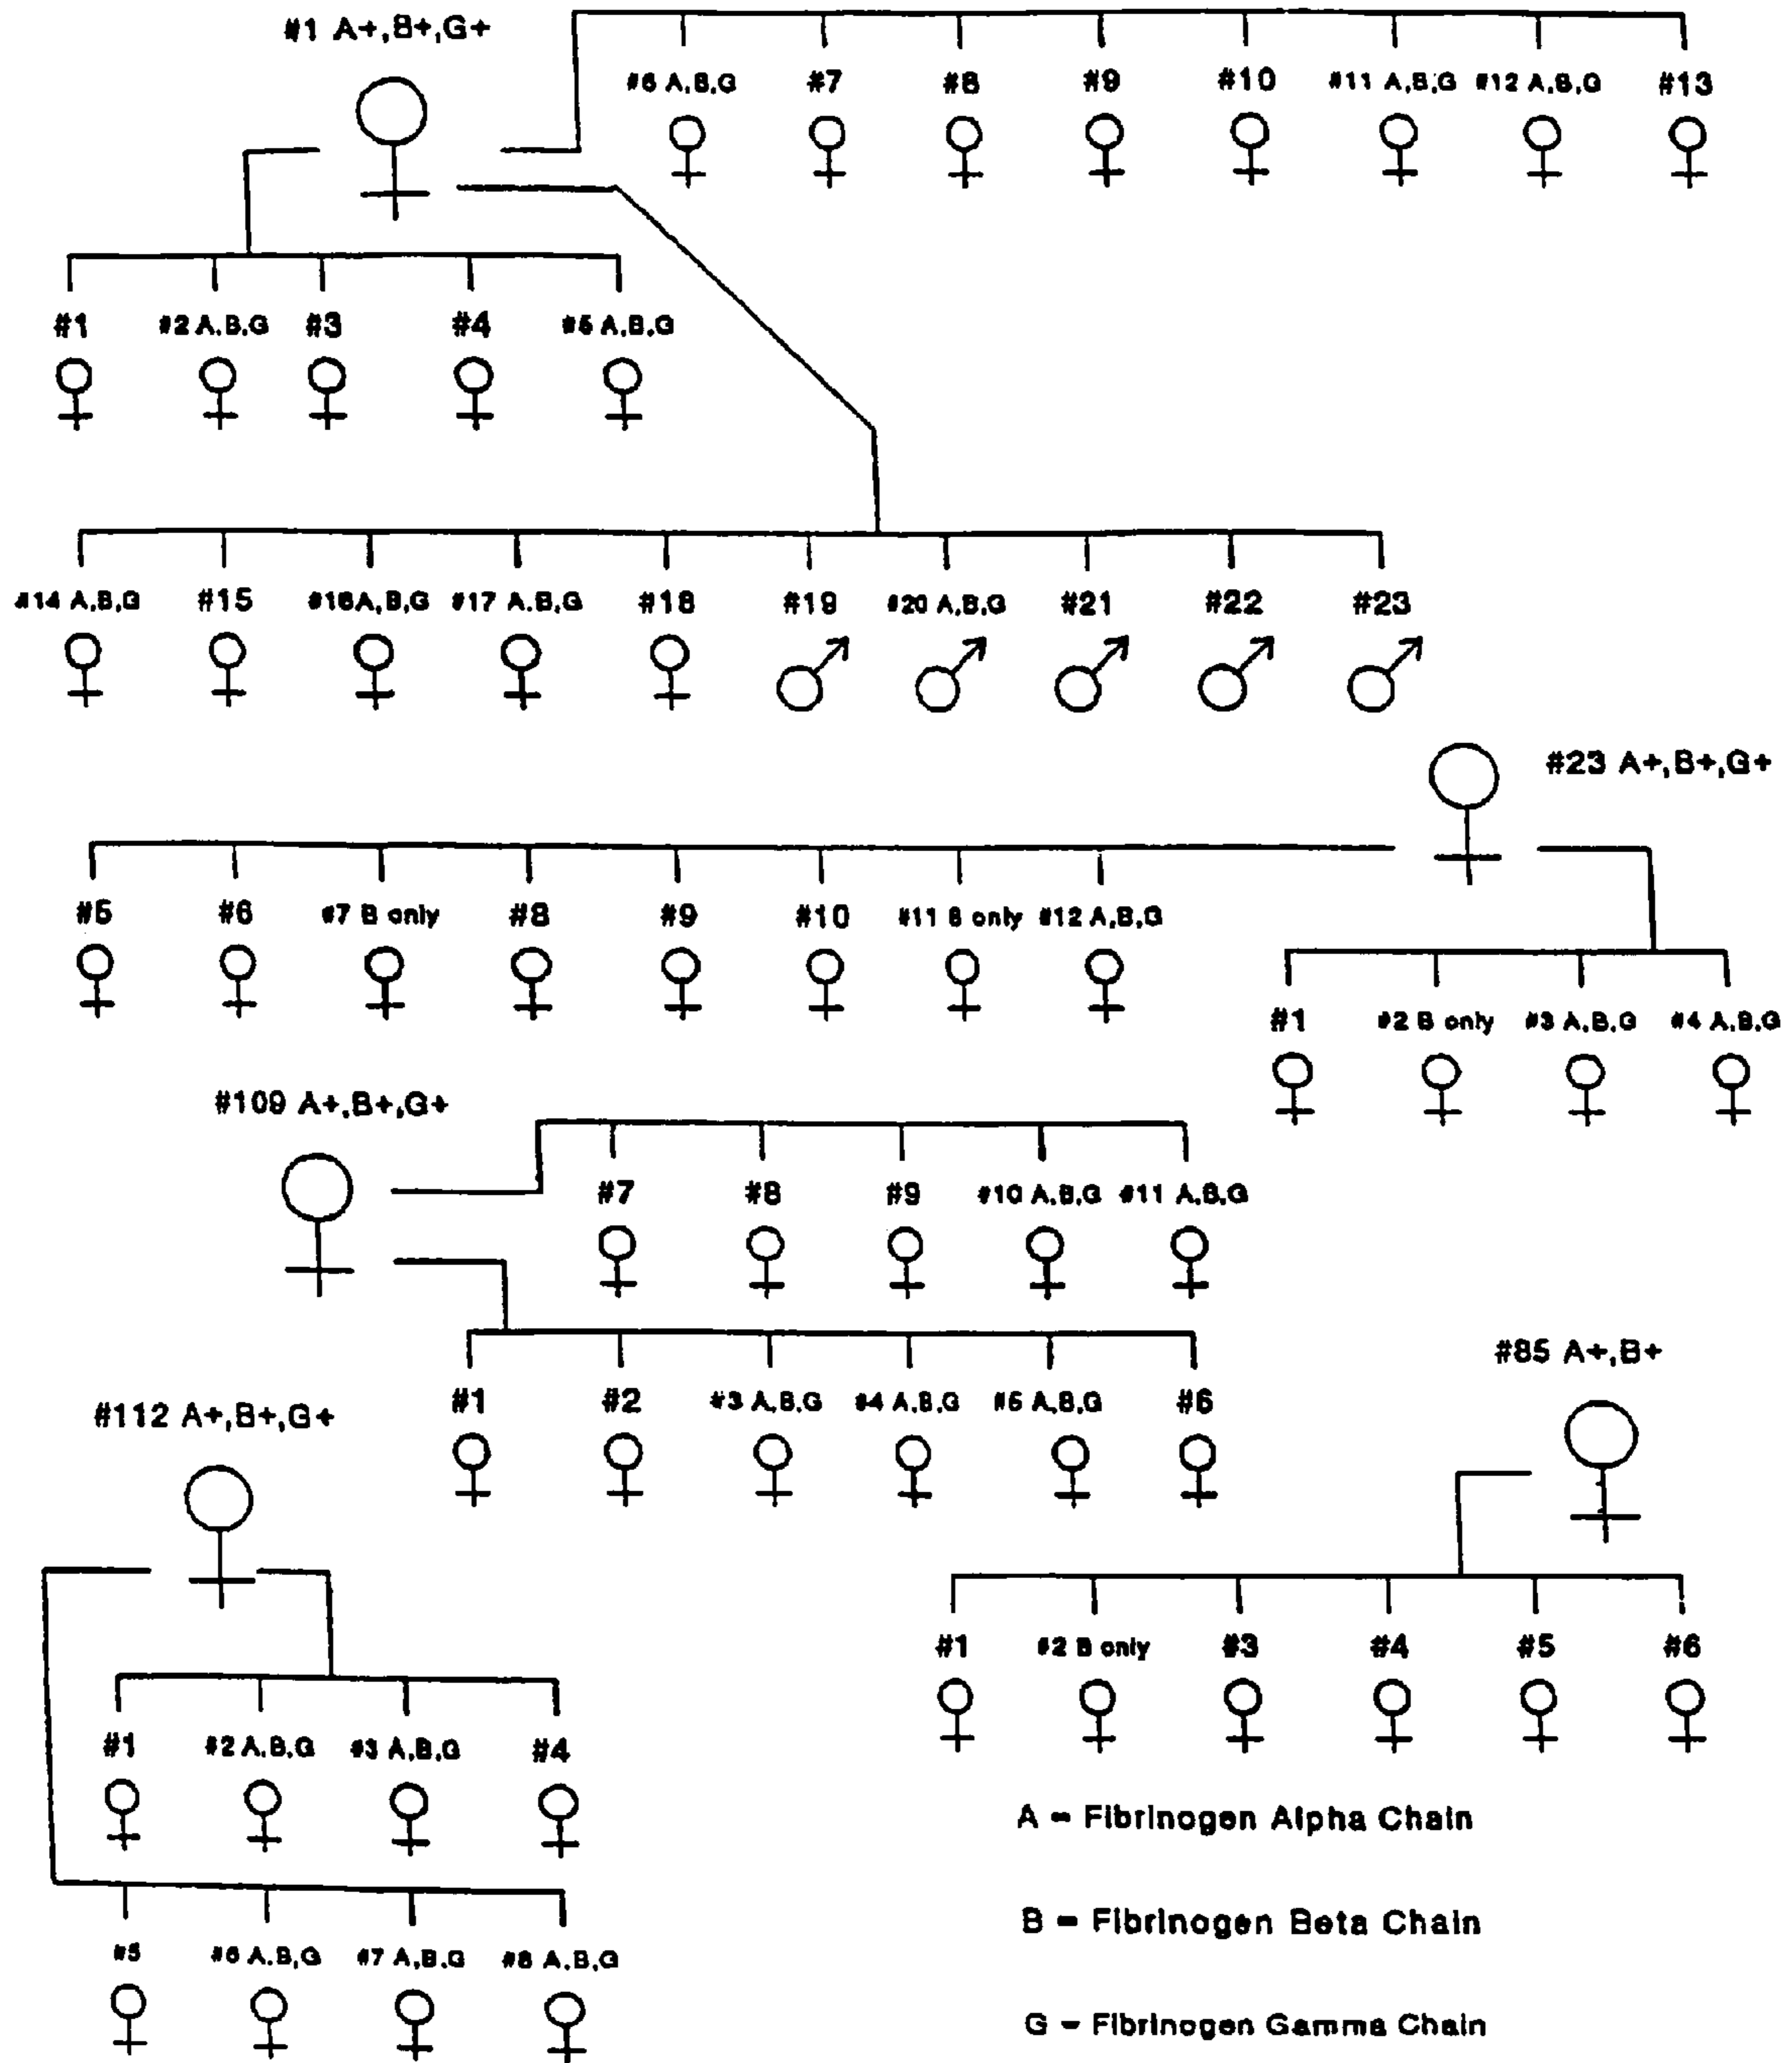 #1 A+,B+,G+
#6 A,B,G #7 #8 #9 #10 #11 A,B,G #12 A,B,G #13
#1 #2 A,B,G #3 #4 #5 A,B,G
#14 A,B,G #15 #16A,B,G #17 A.B,G #18 #19 #20 A,B,G #21 #22 #23
#23 A+,B+,G+
#5 #6 #7 B only #8 #9 #10 #11 B only #12 A,B,G
#1 #2 B only #3 A,B,G #4 A,B,G
#109 A+,B+,G+
#7 #8 #9 #10 A,B,G #11 A,B,G
#1 #2 #3 A,B,G #4 A,B,G #5 A,B,G #6
#85 A+,B+
#112 A+,B+,G+
#1 #2 B only #3 #4 #5 #6
#1 #2 A,B,G #3 A,B,G #4
#5 #6 A.B,G #7 A,B,G #8 A,B,G
A = Fibrinogen Alpha Chain
B = Fibrinogen Beta Chain
G = Fibrinogen Gamma Chain